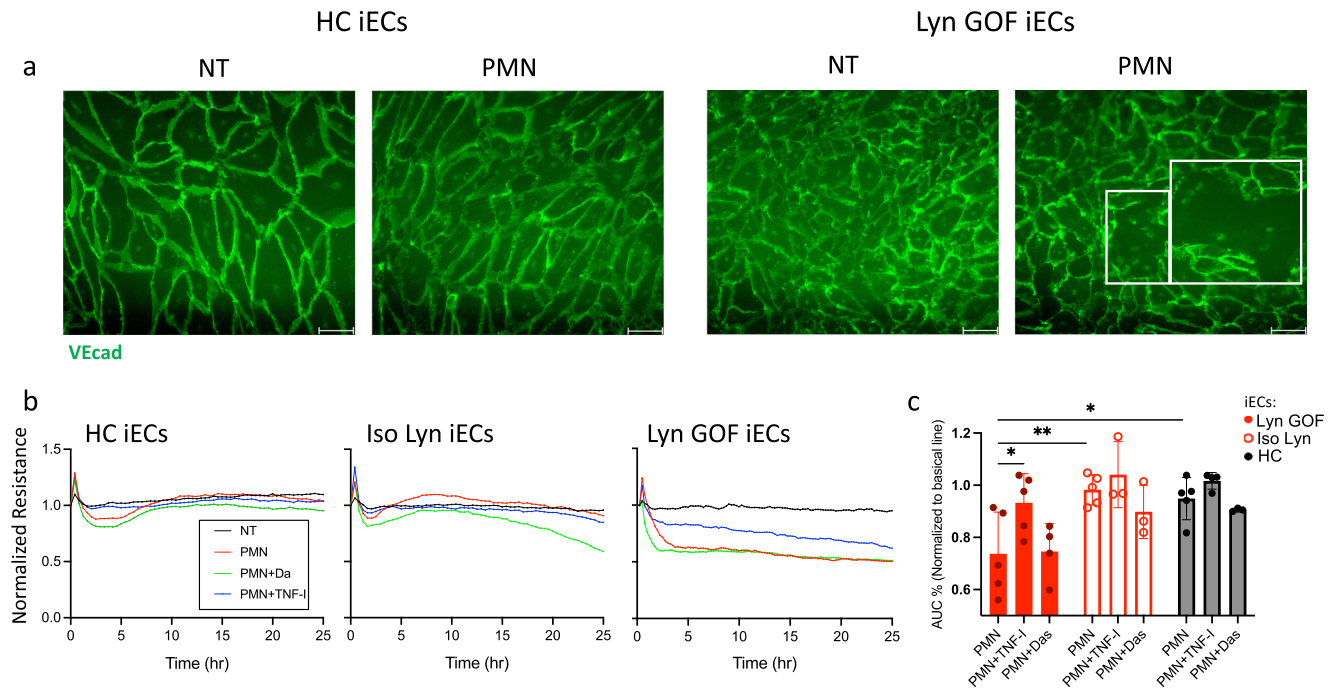 HC iECs
Lyn GOF iECs
a
NT
PMN
NT
PMN
VEcad
b
HC iECs
Iso Lyn iECs
Lyn GOF iECs
Normalized Resistance
1.5
1.0
0.5
0.0
NT
PMN
PMN+Da
PMN+TNF-I
0
5
10
15
20
25
0
5
10
15
20
25
0
5
10
15
20
25
Time (hr)
Time (hr)
Time (hr)
c
iECs:
Lyn GOF
Iso Lyn
HC
*
**
*
AUC % (Normalized to basical line)
1.2
1.0
0.8
0.6
PMN
PMN+TNF-I
PMN+Das
PMN
PMN+TNF-I
PMN+Das
PMN
PMN+TNF-I
PMN+Das